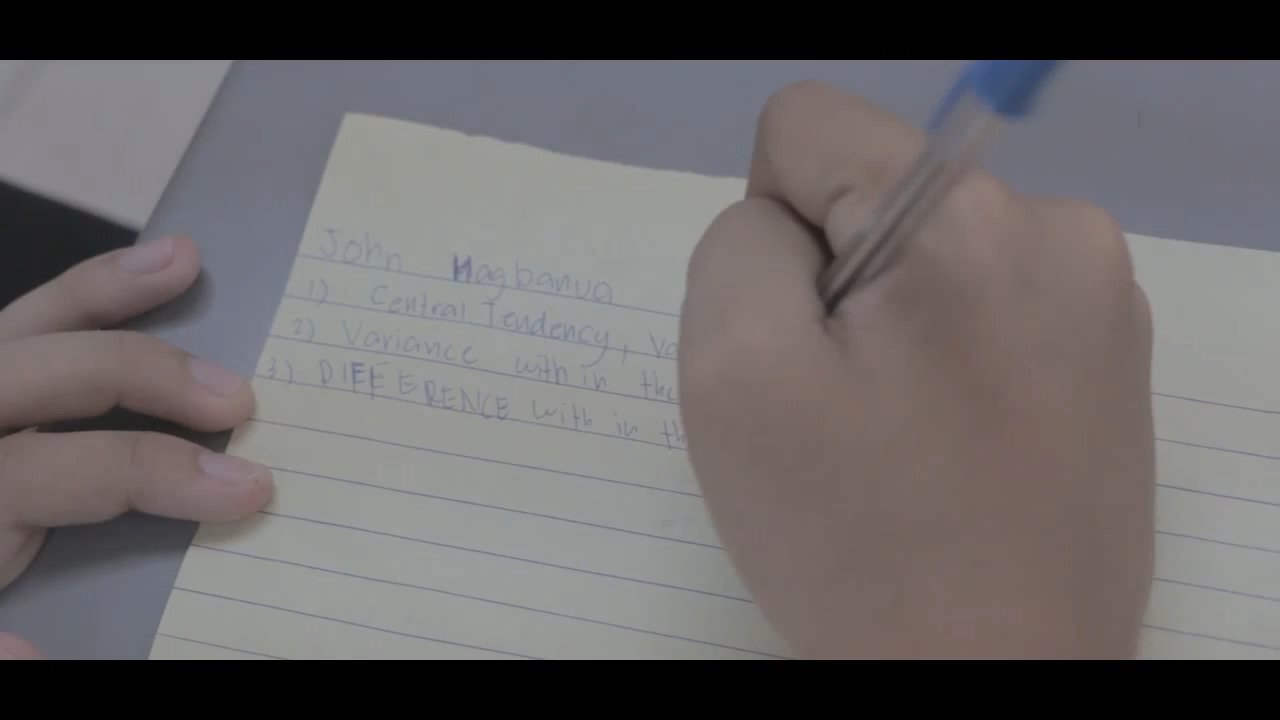 John Magbanua
1) Central Tendency, va
2) Variance with in the
3) DIFFERENCE with in th